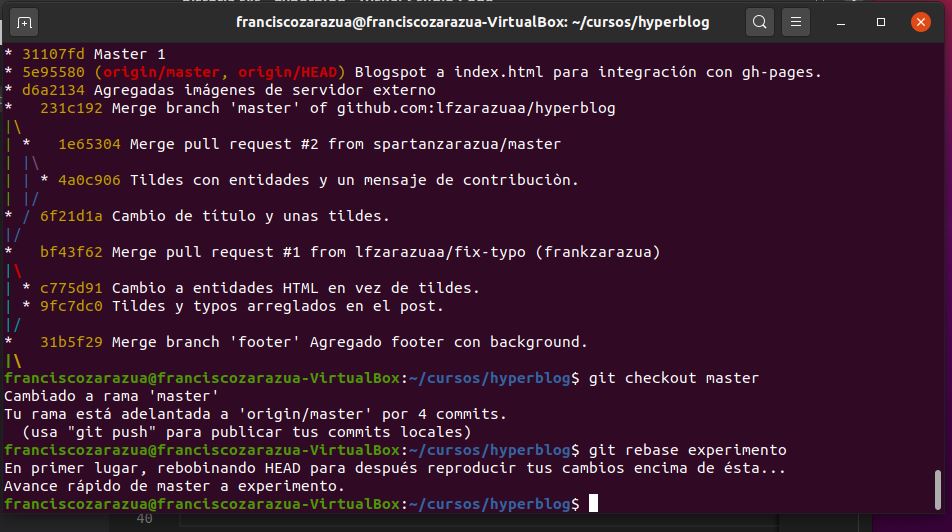 franciscozarazua@franciscozarazua-VirtualBox: ~/cursos/hyperblog
* 31107fd Master 1
* 5e95580 (origin/master, origin/HEAD) Blogspot a index.html para integración con gh-pages.
* d6a2134 Agregadas imágenes de servidor externo
*   231c192 Merge branch 'master' of github.com:lfzarazuaa/hyperblog
|\
| *   1e65304 Merge pull request #2 from spartanzarazua/master
| |\
| | * 4a0c906 Tildes con entidades y un mensaje de contribuciòn.
| |/
* / 6f21d1a Cambio de título y unas tildes.
|/
*   bf43f62 Merge pull request #1 from lfzarazuaa/fix-typo (frankzarazua)
|\
| * c775d91 Cambio a entidades HTML en vez de tildes.
| * 9fc7dc0 Tildes y typos arreglados en el post.
|/
*   31b5f29 Merge branch 'footer' Agregado footer con background.
|\
franciscozarazua@franciscozarazua-VirtualBox:~/cursos/hyperblog$ git checkout master
Cambiado a rama 'master'
Tu rama está adelantada a 'origin/master' por 4 commits.
  (usa "git push" para publicar tus commits locales)
franciscozarazua@franciscozarazua-VirtualBox:~/cursos/hyperblog$ git rebase experimento
En primer lugar, rebobinando HEAD para después reproducir tus cambios encima de ésta...
Avance rápido de master a experimento.
franciscozarazua@franciscozarazua-VirtualBox:~/cursos/hyperblog$
40